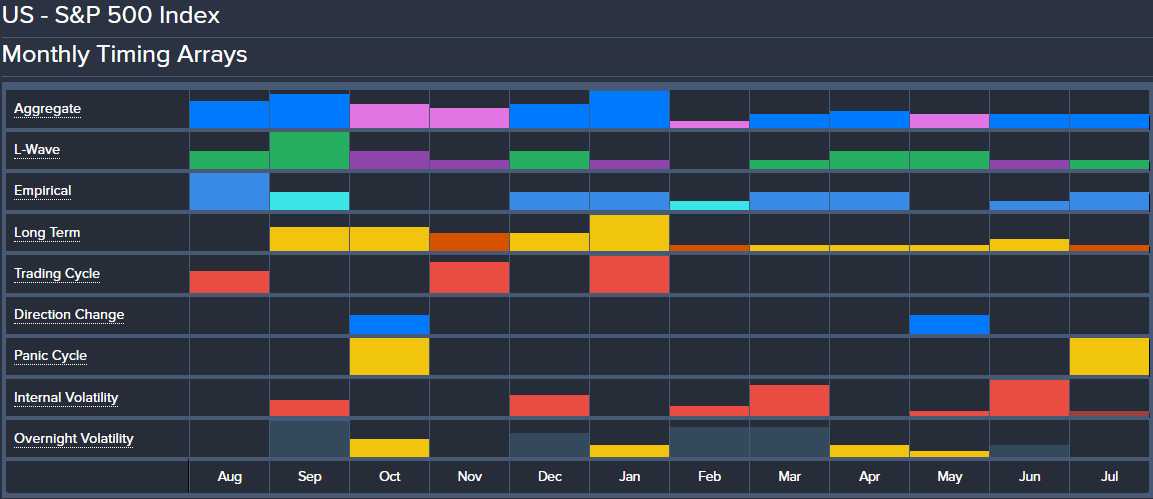 US - S&P 500 Index
Monthly Timing Arrays
Aggregate
L-Wave
Empirical
Long Term
Trading Cycle
Direction Change
Panic Cycle
Internal Volatility
Overnight Volatility
Aug Sep Oct Nov Dec Jan Feb Mar Apr May Jun Jul